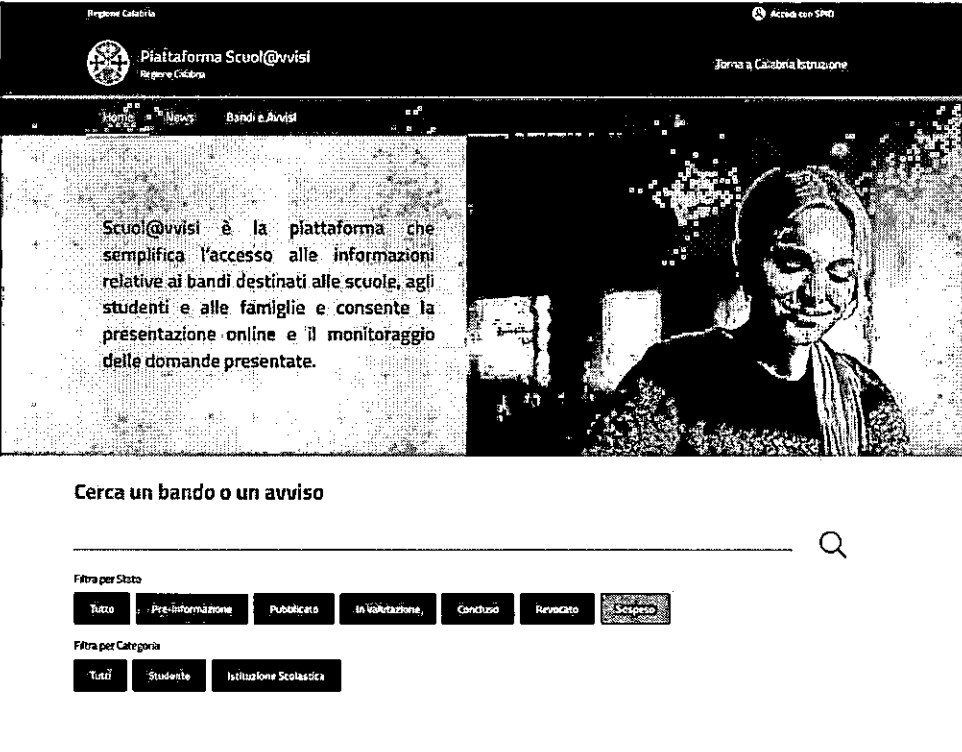 Regione Calabria
Accedi con SPID
Piattaforma Scuol@vvisi
Regione Calabria
Torna a Calabria Istruzione
Home News Bandi e Avvisi
Scuol@vvisi è la piattaforma che
semplifica l'accesso alle informazioni
relative ai bandi destinati alle scuole, agli
studenti e alle famiglie e consente la
presentazione online e il monitoraggio
delle domande presentate.
Cerca un bando o un avviso
Filtra per Stato
Tutto Pre-informazione Pubblicato In Valutazione Concluso Revocato Sospeso
Filtra per Categoria
Tutti Studente Istituzione Scolastica